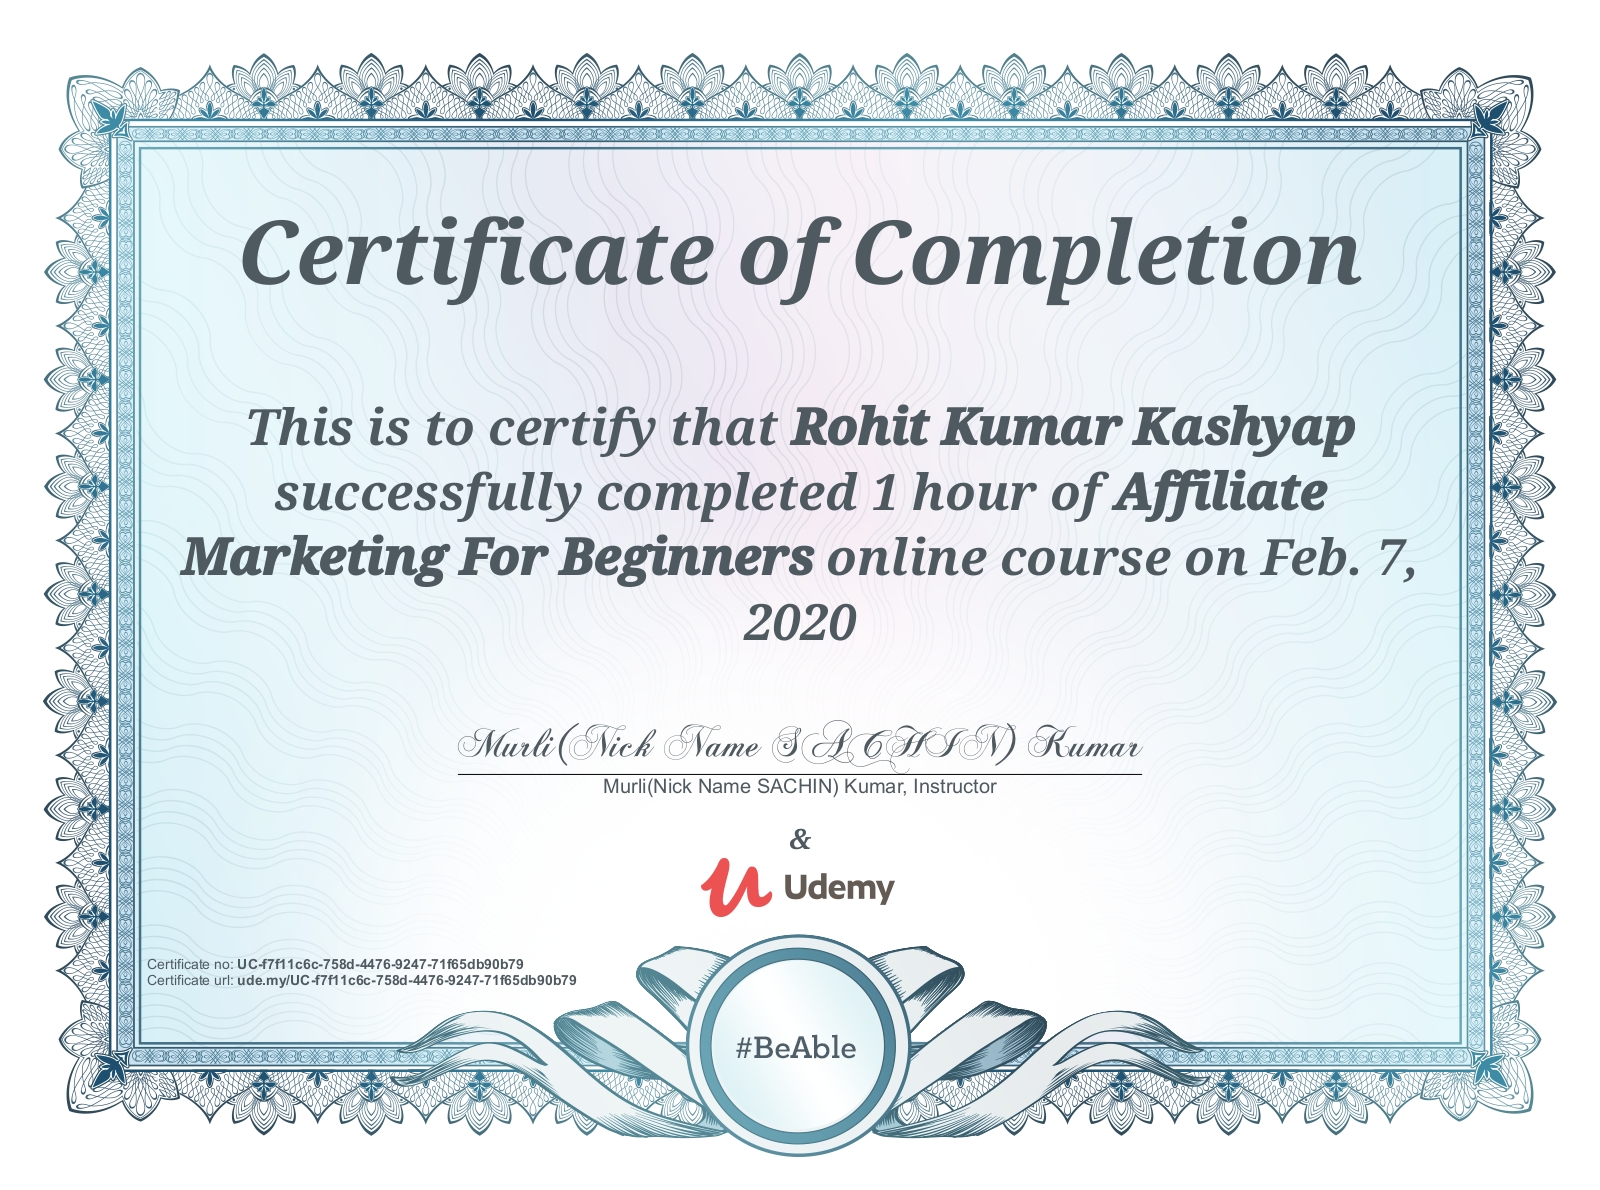 Certificate of Completion
This is to certify that Rohit Kumar Kashyap
successfully completed 1 hour of Affiliate
Marketing For Beginners online course on Feb. 7,
2020
Murli(Nick Name SACHIN) Kumar
Murli(Nick Name SACHIN) Kumar, Instructor
&
Udemy
Certificate no: UC-f7f11c6c-758d-4476-9247-71f65db90b79
Certificate url: ude.my/UC-f7f11c6c-758d-4476-9247-71f65db90b79
#BeAble